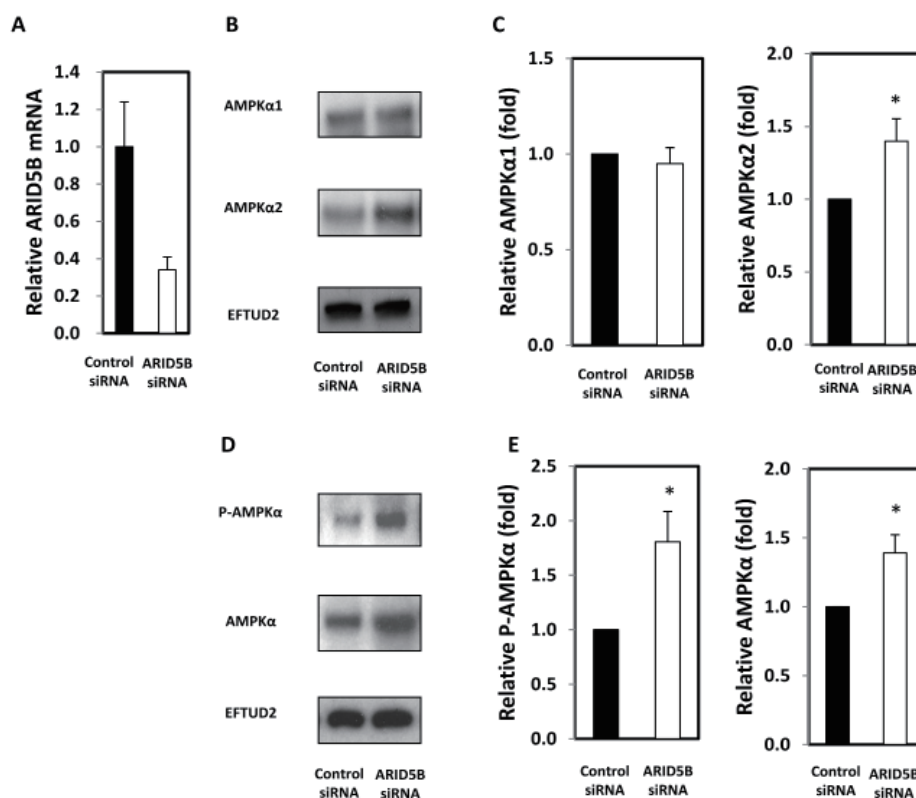 A
Relative ARID5B mRNA
1.4
1.2
1.0
0.8
0.6
0.4
0.2
0.0
Control
siRNA
ARID5B
siRNA
B
AMPKα1
AMPKα2
EFTUD2
Control
siRNA
ARID5B
siRNA
C
Relative AMPKα1 (fold)
1.5
1.0
0.5
0.0
Control
siRNA
ARID5B
siRNA
Relative AMPKα2 (fold)
2.0
1.5
1.0
0.5
0.0
*
Control
siRNA
ARID5B
siRNA
D
P-AMPKα
AMPKα
EFTUD2
Control
siRNA
ARID5B
siRNA
E
Relative P-AMPKα (fold)
2.5
2.0
1.5
1.0
0.5
0.0
*
Control
siRNA
ARID5B
siRNA
Relative AMPKα (fold)
2.0
1.5
1.0
0.5
0.0
*
Control
siRNA
ARID5B
siRNA